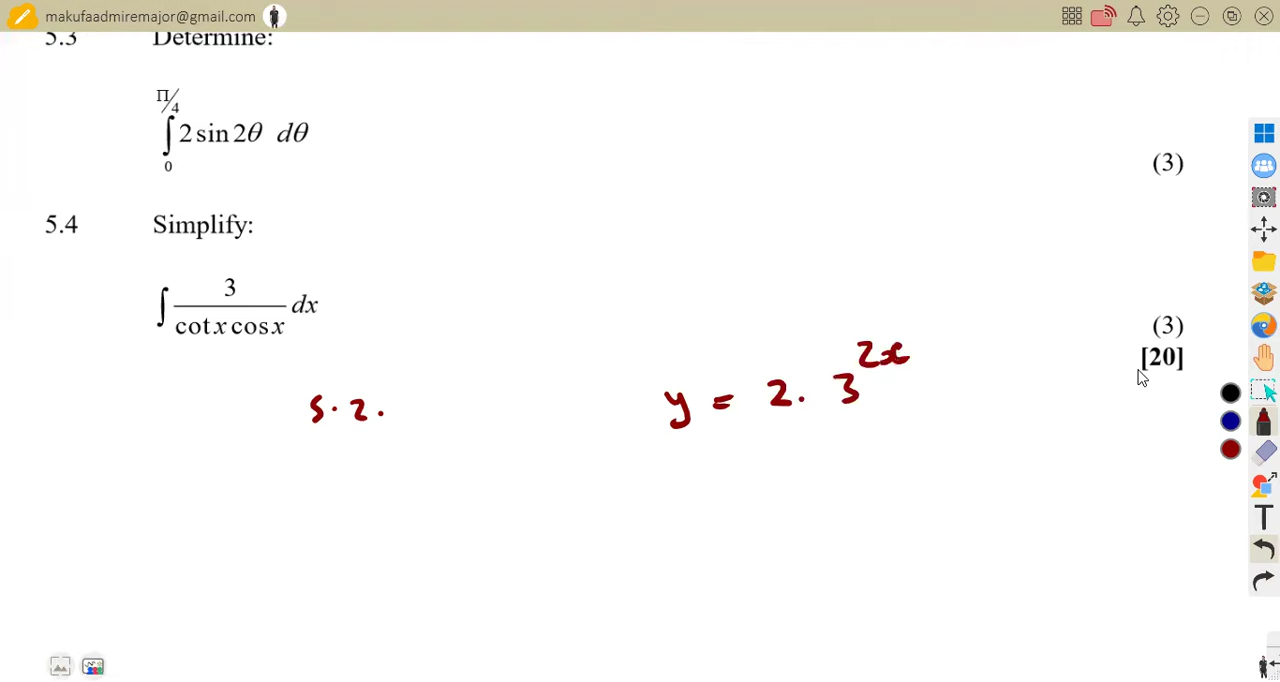 makufaadmiremajor@gmail.com
5.3 Determine:
∫₀^{Π/4} 2 sin 2θ dθ
(3)
5.4 Simplify:
∫ 3/(cot x cos x) dx
(3)
[20]
5.2. y = 2. 3^{2x}
T